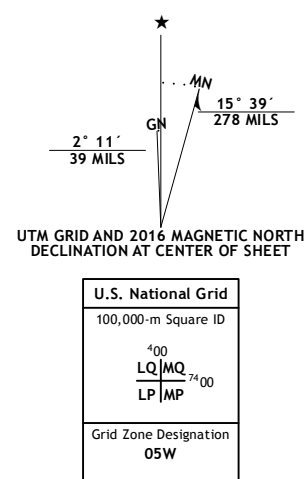 ★
MN
GN
15° 39´
278 MILS
2° 11´
39 MILS
UTM GRID AND 2016 MAGNETIC NORTH
DECLINATION AT CENTER OF SHEET
U.S. National Grid
100,000-m Square ID
⁴00
LQ MQ
⁷⁴00
LP MP
Grid Zone Designation
05W